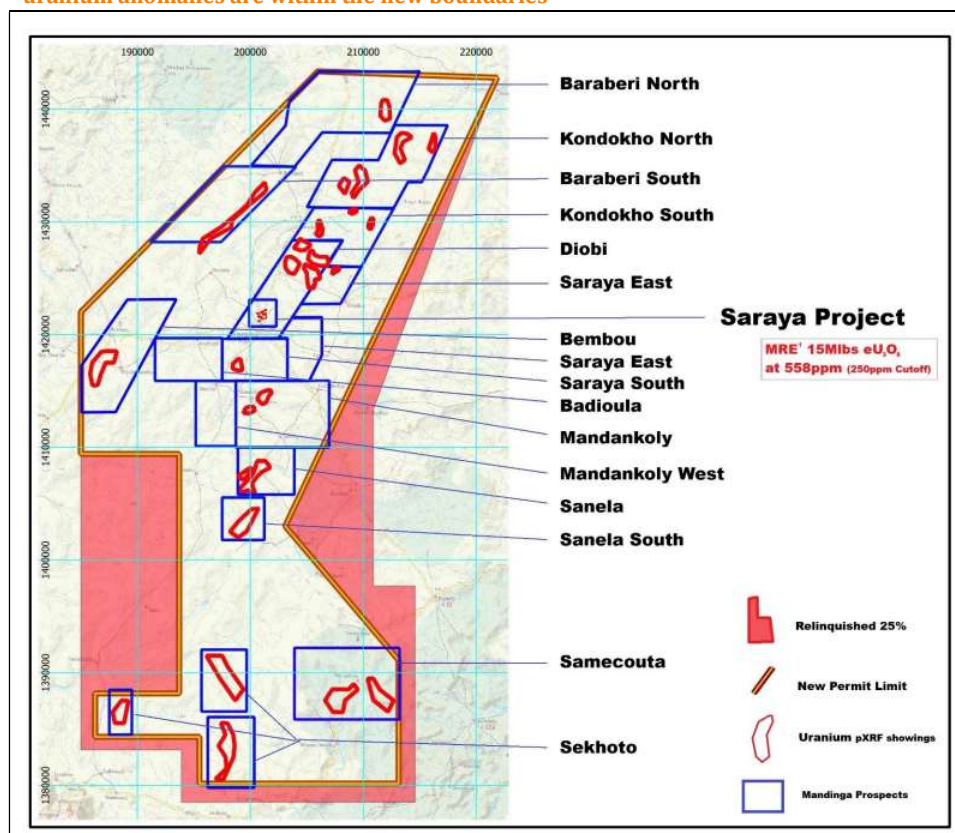 uranium anomalies are within the new boundaries
190000
200000
210000
220000
1440000
1430000
1420000
1410000
1400000
1390000
1380000
Baraberi North
Kondokho North
Baraberi South
Kondokho South
Diobi
Saraya East
Saraya Project
MRE¹ 15Mlbs eU₃O₈
at 558ppm (250ppm Cutoff)
Bembou
Saraya East
Saraya South
Badioula
Mandankoly
Mandankoly West
Sanela
Sanela South
Samecouta
Sekhoto
Relinquished 25%
New Permit Limit
Uranium pXRF showings
Mandinga Prospects